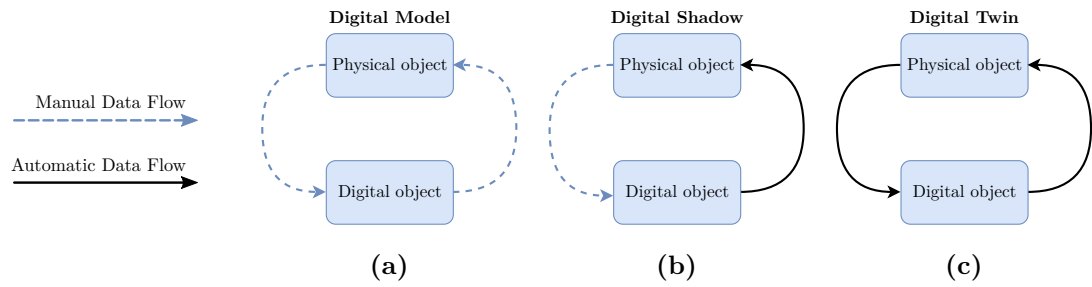 Digital Model
Digital Shadow
Digital Twin
Physical object
Physical object
Physical object
Manual Data Flow
Automatic Data Flow
Digital object
Digital object
Digital object
(a)
(b)
(c)